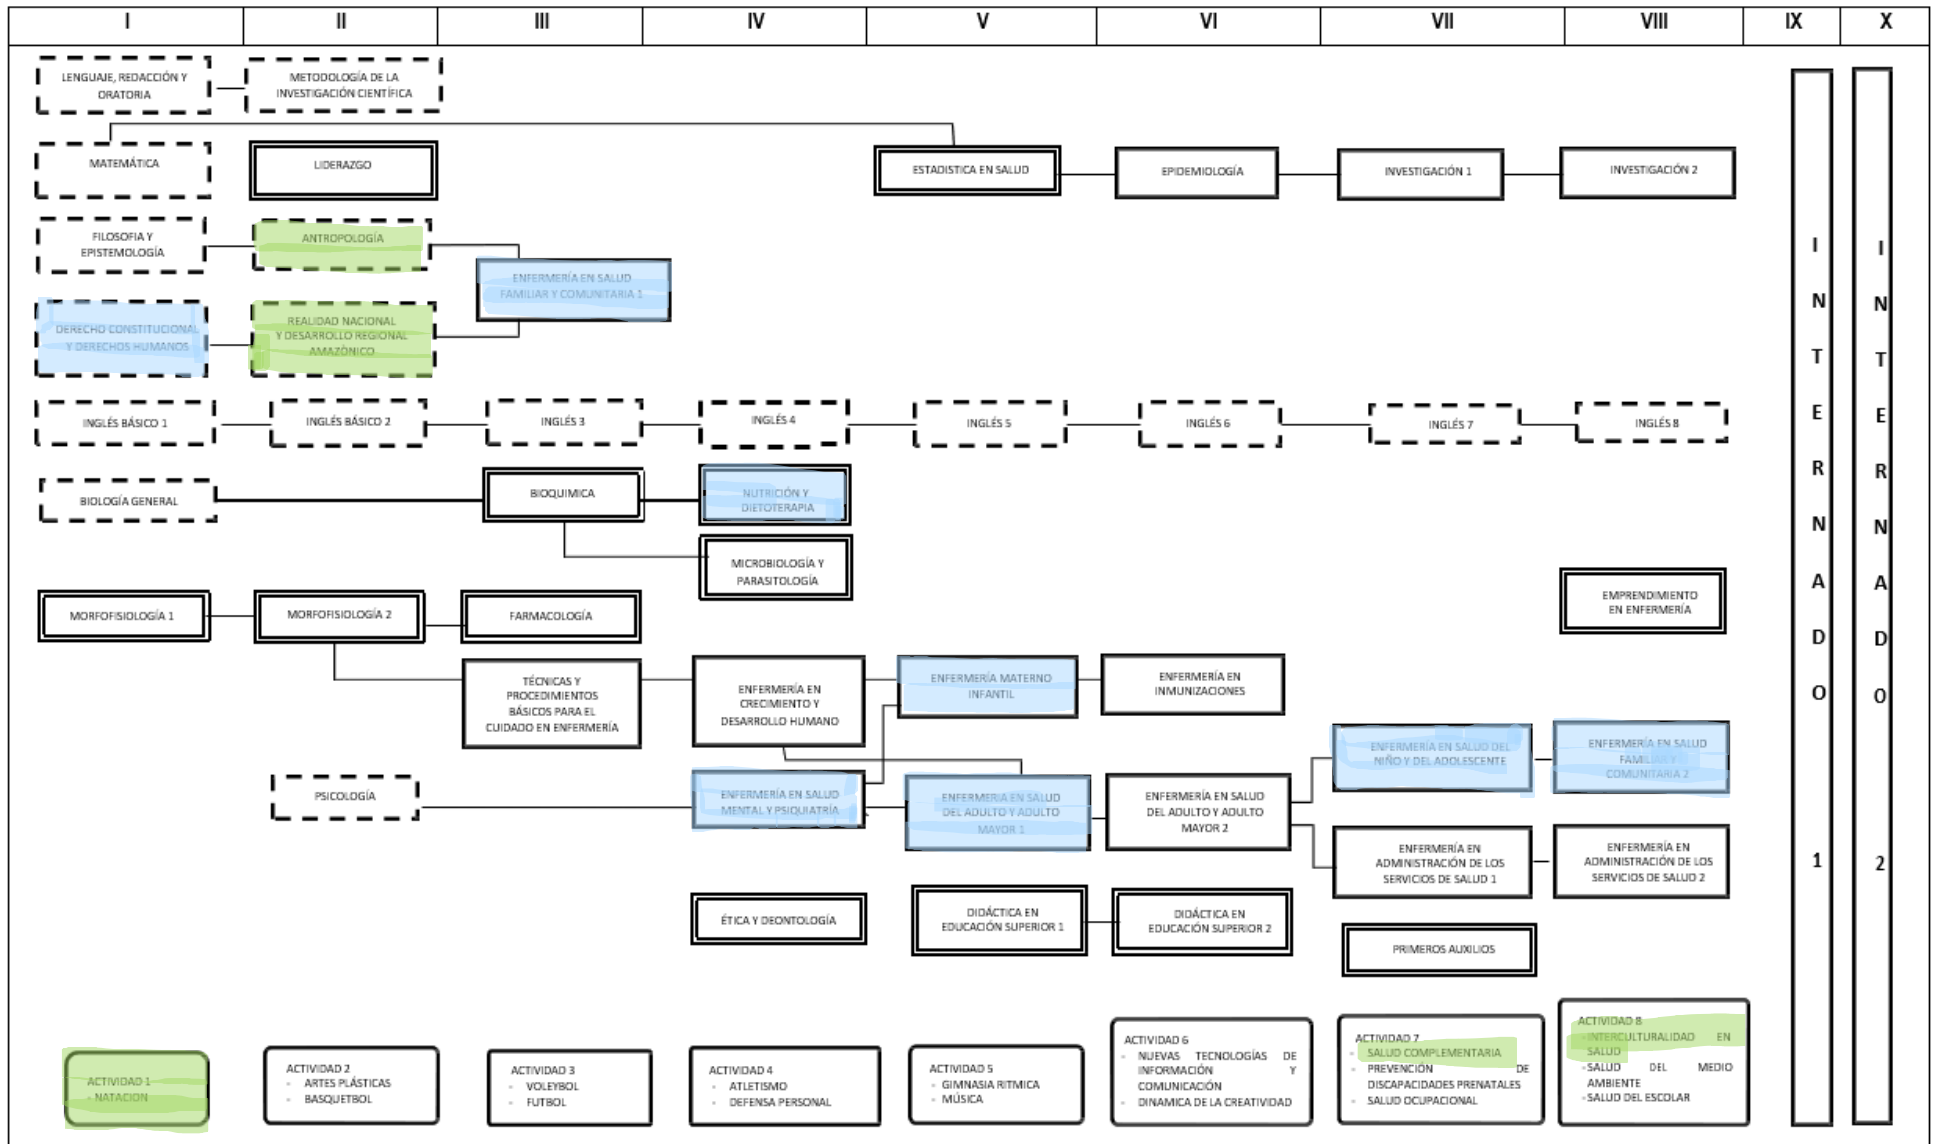 I II III IV V VI VII VIII IX X
LENGUAJE, REDACCIÓN Y
ORATORIA
METODOLOGÍA DE LA
INVESTIGACIÓN CIENTÍFICA
MATEMÁTICA
LIDERAZGO
ESTADISTICA EN SALUD
EPIDEMIOLOGÍA
INVESTIGACIÓN 1
INVESTIGACIÓN 2
FILOSOFIA Y
EPISTEMOLOGÍA
ANTROPOLOGÍA
ENFERMERÍA EN SALUD
FAMILIAR Y COMUNITARIA 1
DERECHO CONSTITUCIONAL
Y DERECHOS HUMANOS
REALIDAD NACIONAL
Y DESARROLLO REGIONAL
AMAZÒNICO
INGLÉS BÁSICO 1
INGLÉS BÁSICO 2
INGLÉS 3
INGLÉS 4
INGLÉS 5
INGLÉS 6
INGLÉS 7
INGLÉS 8
BIOLOGÍA GENERAL
BIOQUIMICA
NUTRICIÓN Y
DIETOTERAPIA
MICROBIOLOGÍA Y
PARASITOLOGÍA
EMPRENDIMIENTO
EN ENFERMERÍA
MORFOFISIOLOGÍA 1
MORFOFISIOLOGÍA 2
FARMACOLOGÍA
TÉCNICAS Y
PROCEDIMIENTOS
BÁSICOS PARA EL
CUIDADO EN ENFERMERÍA
ENFERMERÍA EN
CRECIMIENTO Y
DESARROLLO HUMANO
ENFERMERÍA MATERNO
INFANTIL
ENFERMERÍA EN
INMUNIZACIONES
ENFERMERÍA EN SALUD DEL
NIÑO Y DEL ADOLESCENTE
ENFERMERÍA EN SALUD
FAMILIAR Y
COMUNITARIA 2
PSICOLOGÍA
ENFERMERÍA EN SALUD
MENTAL Y PSIQUIATRÍA
ENFERMERIA EN SALUD
DEL ADULTO Y ADULTO
MAYOR 1
ENFERMERÍA EN SALUD
DEL ADULTO Y ADULTO
MAYOR 2
ENFERMERÍA EN
ADMINISTRACIÓN DE LOS
SERVICIOS DE SALUD 1
ENFERMERÍA EN
ADMINISTRACIÓN DE LOS
SERVICIOS DE SALUD 2
ÉTICA Y DEONTOLOGÍA
DIDÁCTICA EN
EDUCACIÓN SUPERIOR 1
DIDÁCTICA EN
EDUCACIÓN SUPERIOR 2
PRIMEROS AUXILIOS
ACTIVIDAD 1
- NATACION
ACTIVIDAD 2
- ARTES PLÁSTICAS
- BASQUETBOL
ACTIVIDAD 3
- VOLEYBOL
- FUTBOL
ACTIVIDAD 4
- ATLETISMO
- DEFENSA PERSONAL
ACTIVIDAD 5
- GIMNASIA RITMICA
- MÚSICA
ACTIVIDAD 6
- NUEVAS TECNOLOGÍAS DE
INFORMACIÓN Y
COMUNICACIÓN
- DINAMICA DE LA CREATIVIDAD
ACTIVIDAD 7
- SALUD COMPLEMENTARIA
- PREVENCIÓN DE
DISCAPACIDADES PRENATALES
- SALUD OCUPACIONAL
ACTIVIDAD 8
-INTERCULTURALIDAD EN
SALUD
-SALUD DEL MEDIO
AMBIENTE
-SALUD DEL ESCOLAR
INTERNADO 1
INTERNADO 2